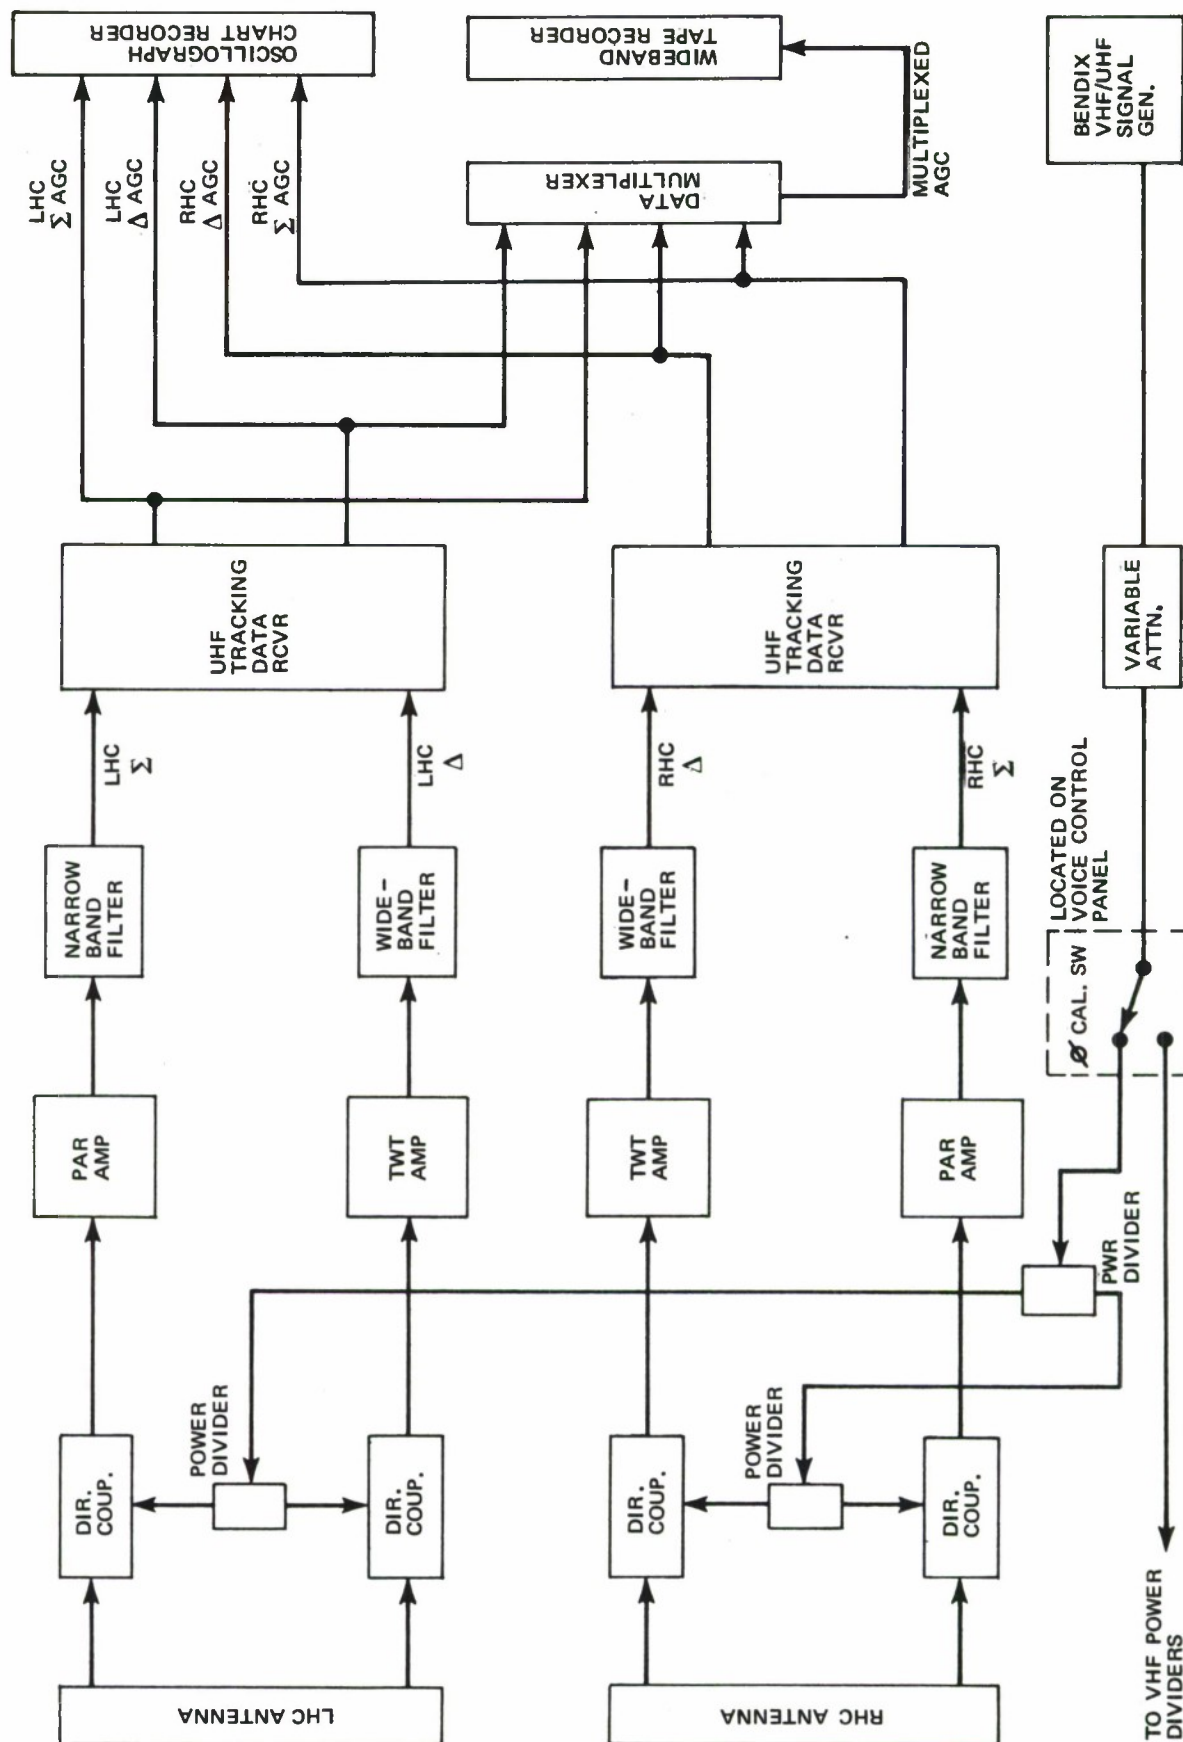 OSCILLOGRAPH
CHART RECORDER
WIDEBAND
TAPE RECORDER
BENDIX
VHF/UHF
SIGNAL
GEN.
LHC
Σ AGC
LHC
Δ AGC
RHC
Δ AGC
RHC
Σ AGC
DATA
MULTIPLEXER
MULTIPLEXED
AGC
UHF
TRACKING
DATA
RCVR
UHF
TRACKING
DATA
RCVR
VARIABLE
ATTN.
LHC
Σ
LHC
Δ
RHC
Δ
RHC
Σ
NARROW
BAND
FILTER
WIDE-
BAND
FILTER
WIDE-
BAND
FILTER
NARROW
BAND
FILTER
LOCATED ON
VOICE CONTROL
PANEL
Ø CAL. SW
PAR
AMP
TWT
AMP
TWT
AMP
PAR
AMP
PWR
DIVIDER
DIR.
COUP.
POWER
DIVIDER
DIR.
COUP.
DIR.
COUP.
POWER
DIVIDER
DIR.
COUP.
LHC ANTENNA
RHC ANTENNA
TO VHF POWER
DIVIDERS